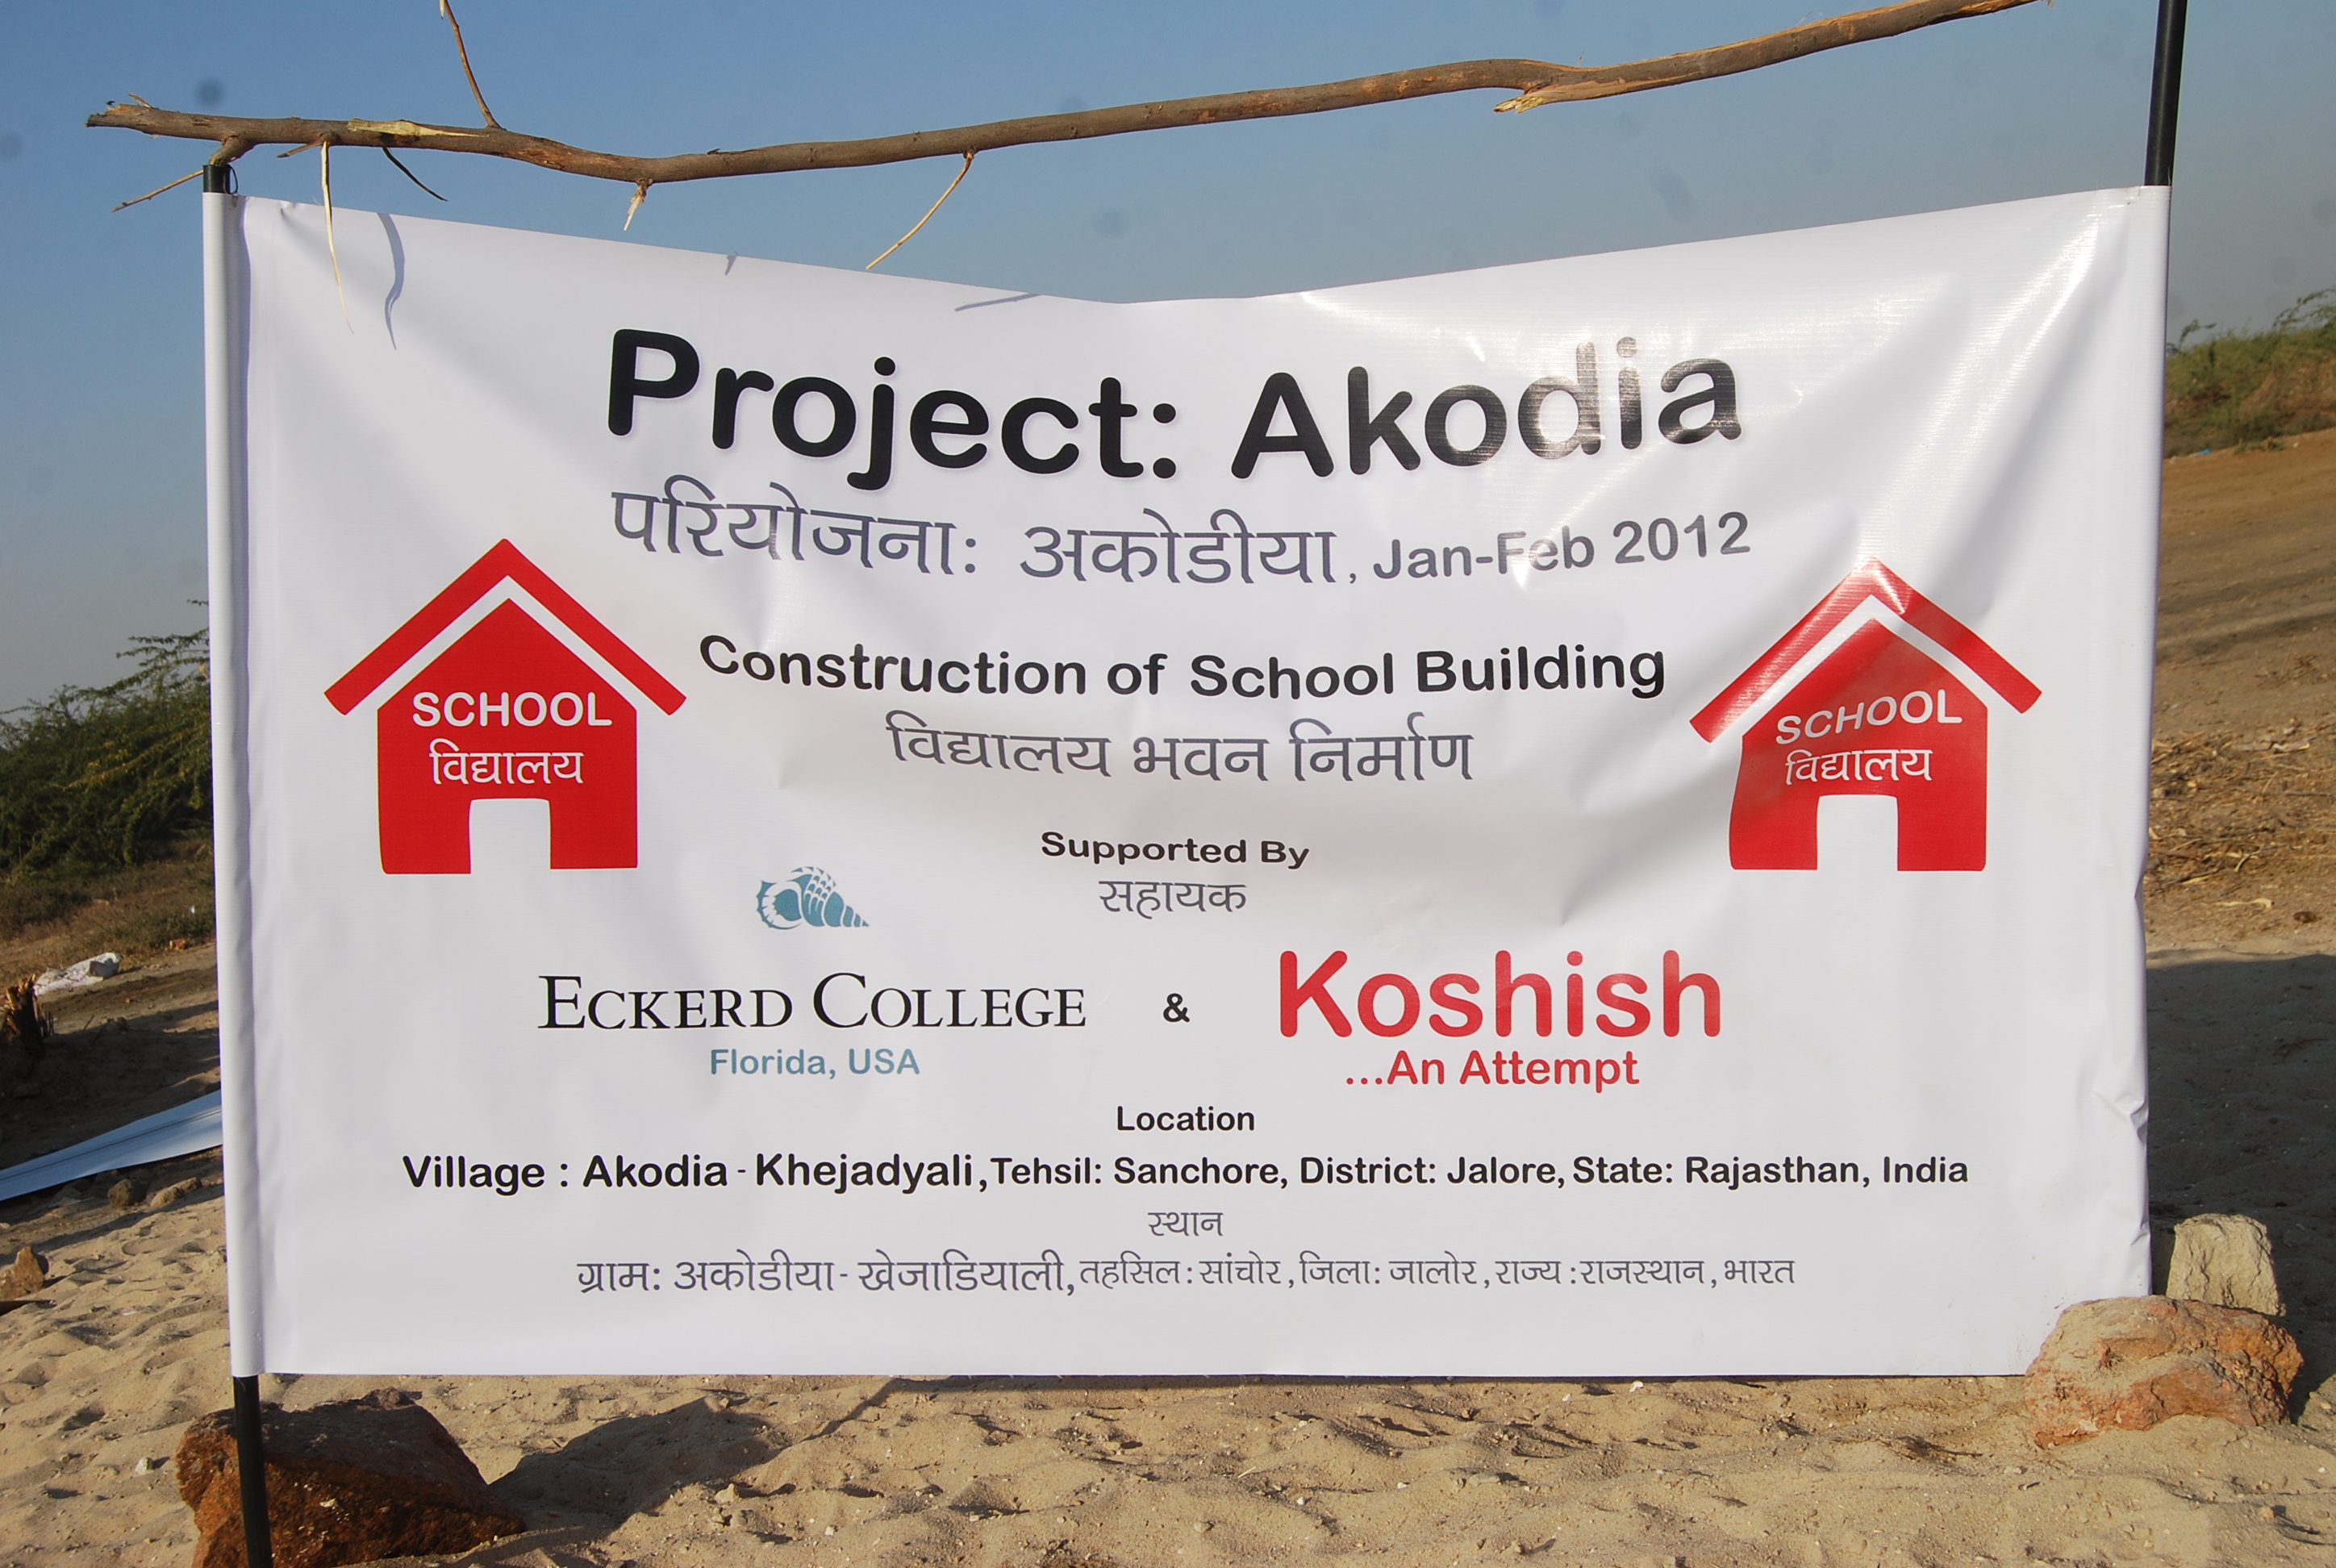 Project: Akodia
परियोजना: अकोडीया, Jan-Feb 2012
Construction of School Building
विद्यालय भवन निर्माण
SCHOOL
विद्यालय
SCHOOL
विद्यालय
Supported By
सहायक
ECKERD COLLEGE
Florida, USA
&
Koshish
...An Attempt
Location
Village : Akodia - Khejadyali, Tehsil: Sanchore, District: Jalore, State: Rajasthan, India
स्थान
ग्राम: अकोडीया - खेजाडियाली, तहसिल : सांचोर, जिला: जालोर, राज्य : राजस्थान, भारत